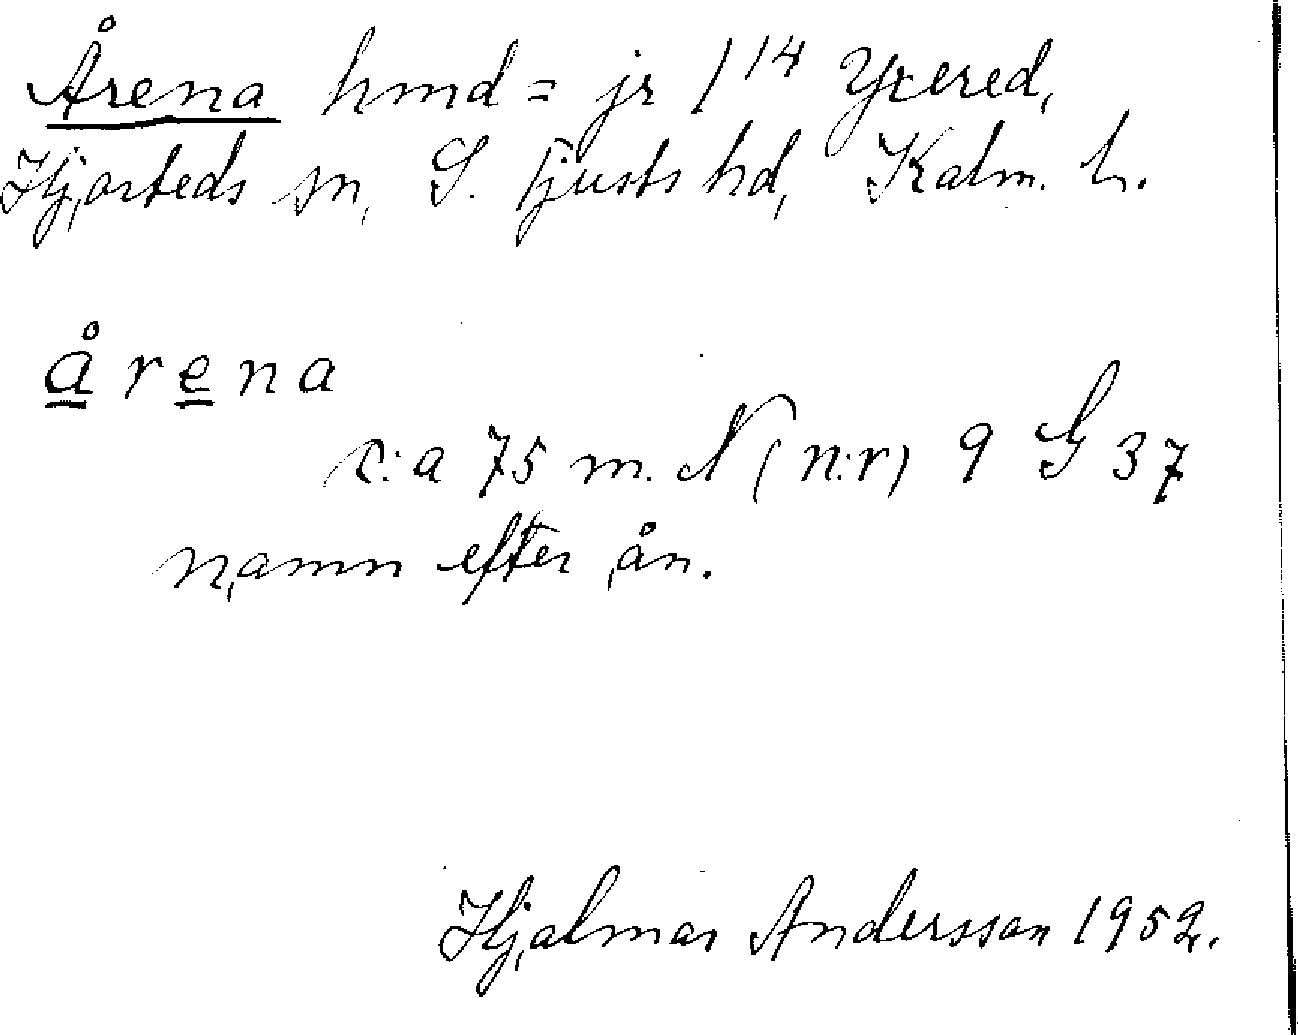 Årena hmd = jr 1¹⁴ Yxered,
Hjorteds sn, S. Tjusts hd, Kalm. l.
årena
c:a 75 m. N (n:r) 9 G 37
namn efter ån.
Hjalmar Andersson 1952.